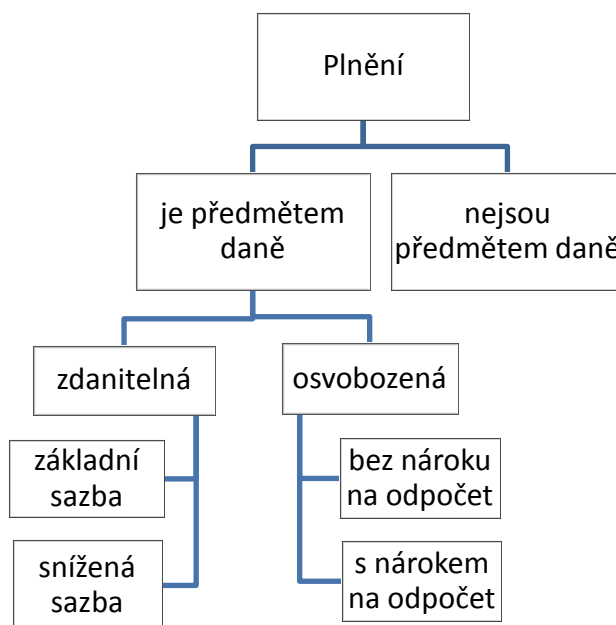 Plnění
je předmětem
daně
nejsou
předmětem daně
zdanitelná
osvobozená
základní
sazba
bez nároku
na odpočet
snížená
sazba
s nárokem
na odpočet